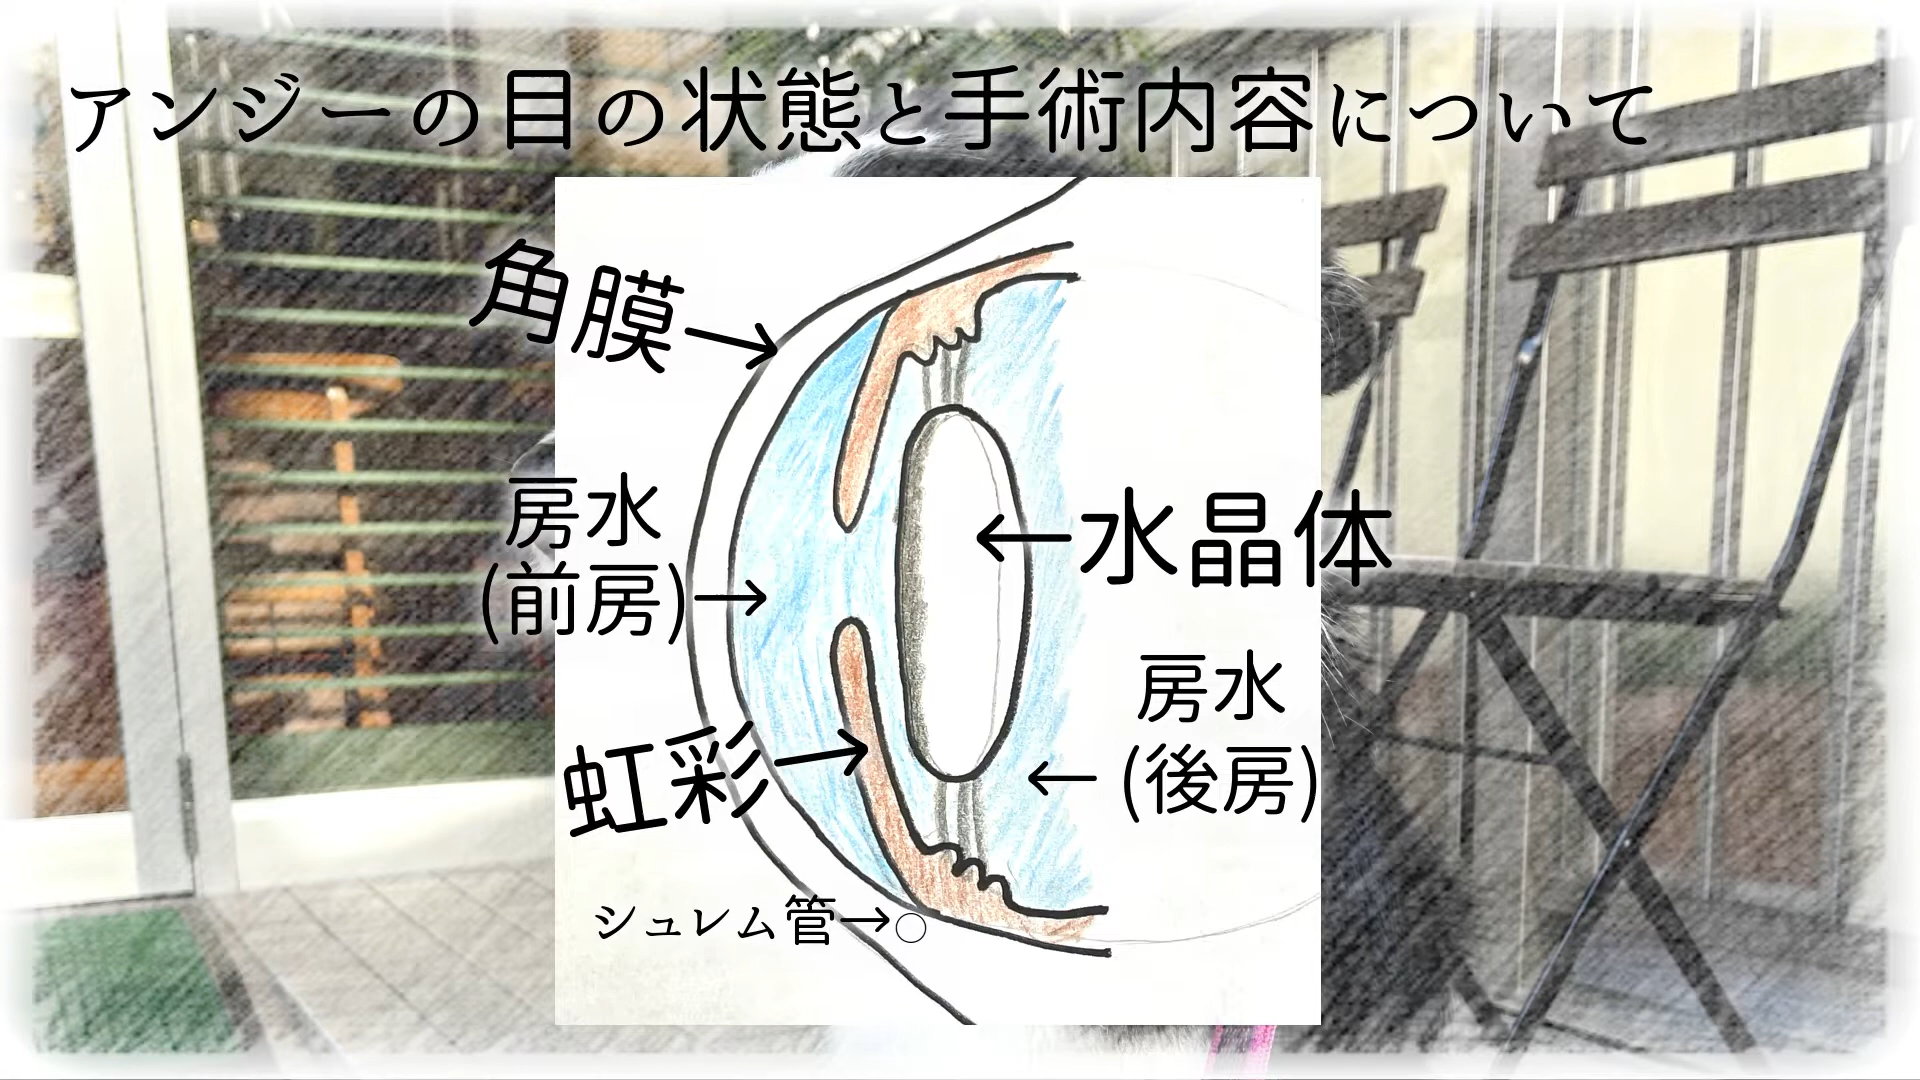 アンジーの目の状態と手術内容について
角膜→
房水
(前房)→
←水晶体
房水
←(後房)
虹彩→
シュレム管→○